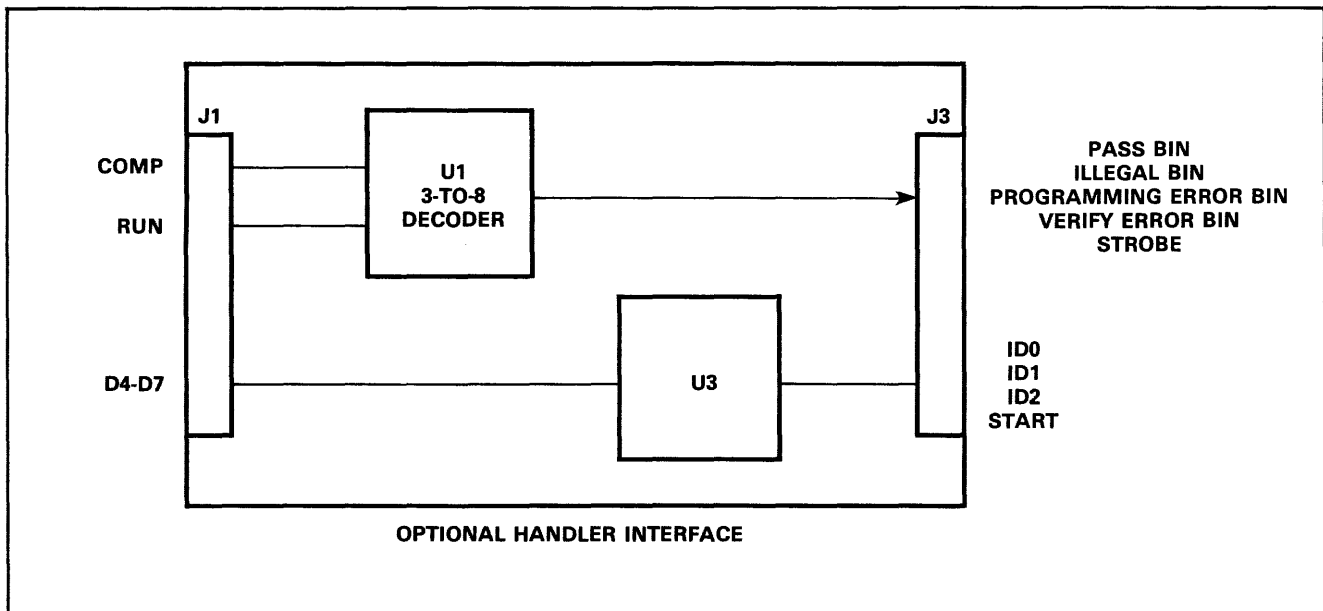 J1
J3
COMP
RUN
U1
3-TO-8
DECODER
PASS BIN
ILLEGAL BIN
PROGRAMMING ERROR BIN
VERIFY ERROR BIN
STROBE
D4-D7
U3
ID0
ID1
ID2
START
OPTIONAL HANDLER INTERFACE